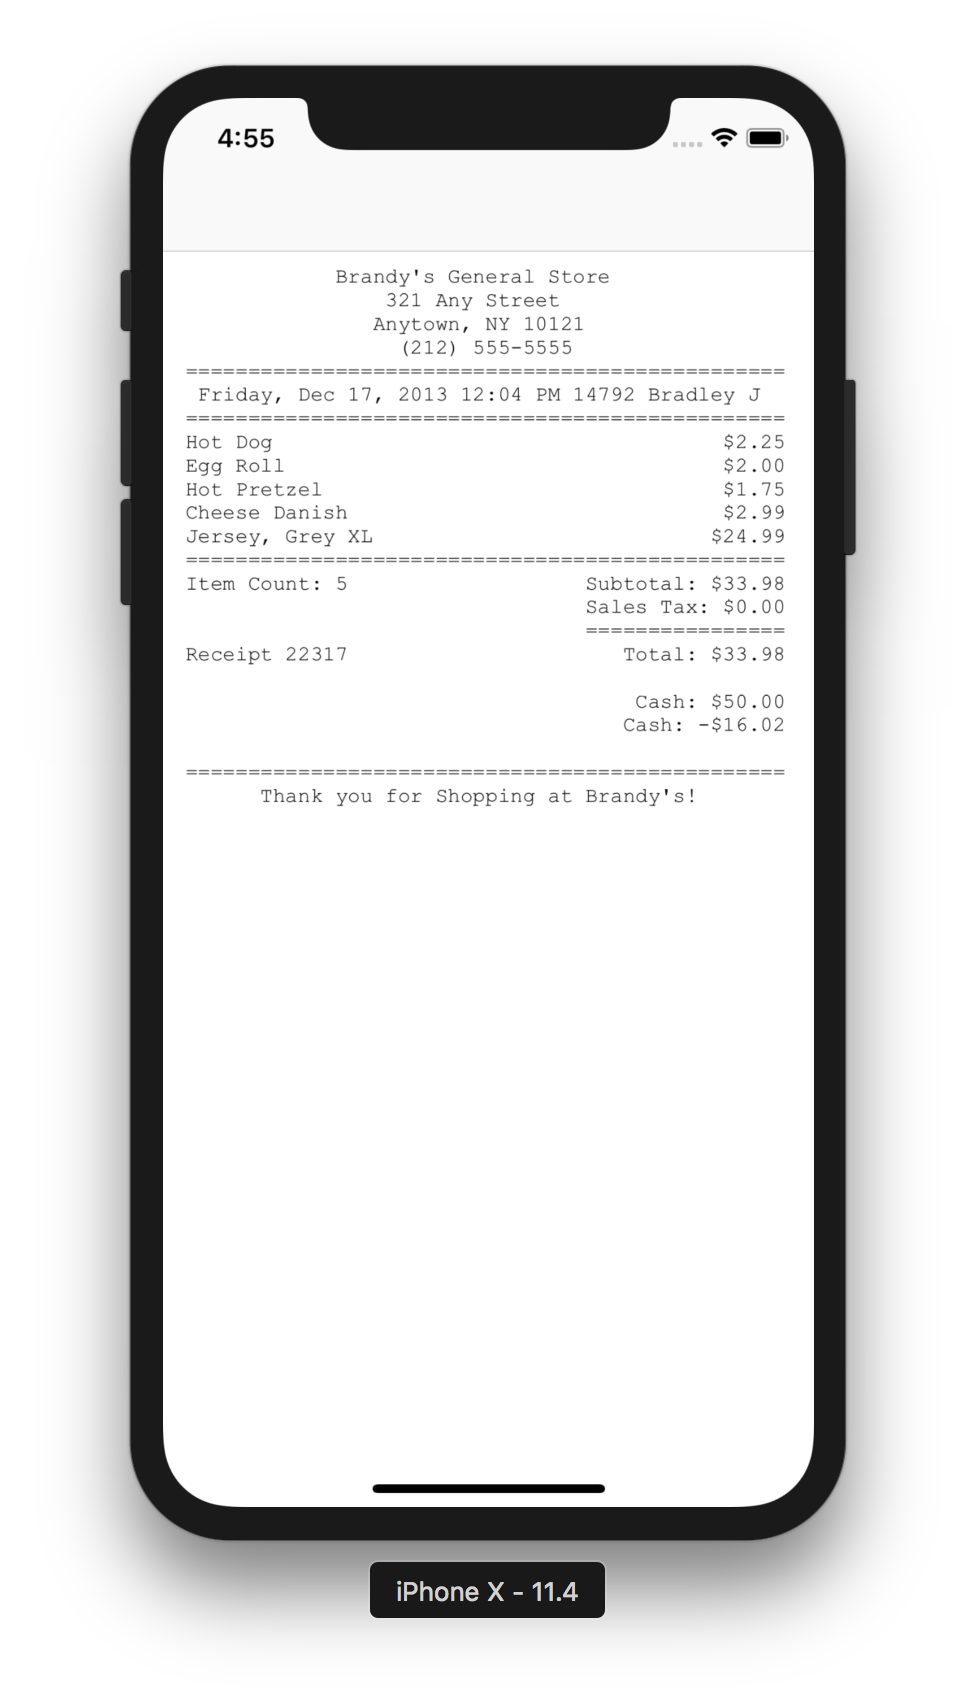 4:55
Brandy's General Store
321 Any Street
Anytown, NY 10121
(212) 555-5555
================================================
Friday, Dec 17, 2013 12:04 PM 14792 Bradley J
================================================
Hot Dog $2.25
Egg Roll $2.00
Hot Pretzel $1.75
Cheese Danish $2.99
Jersey, Grey XL $24.99
================================================
Item Count: 5 Subtotal: $33.98
Sales Tax: $0.00
================
Receipt 22317 Total: $33.98
Cash: $50.00
Cash: -$16.02
================================================
Thank you for Shopping at Brandy's!
iPhone X - 11.4